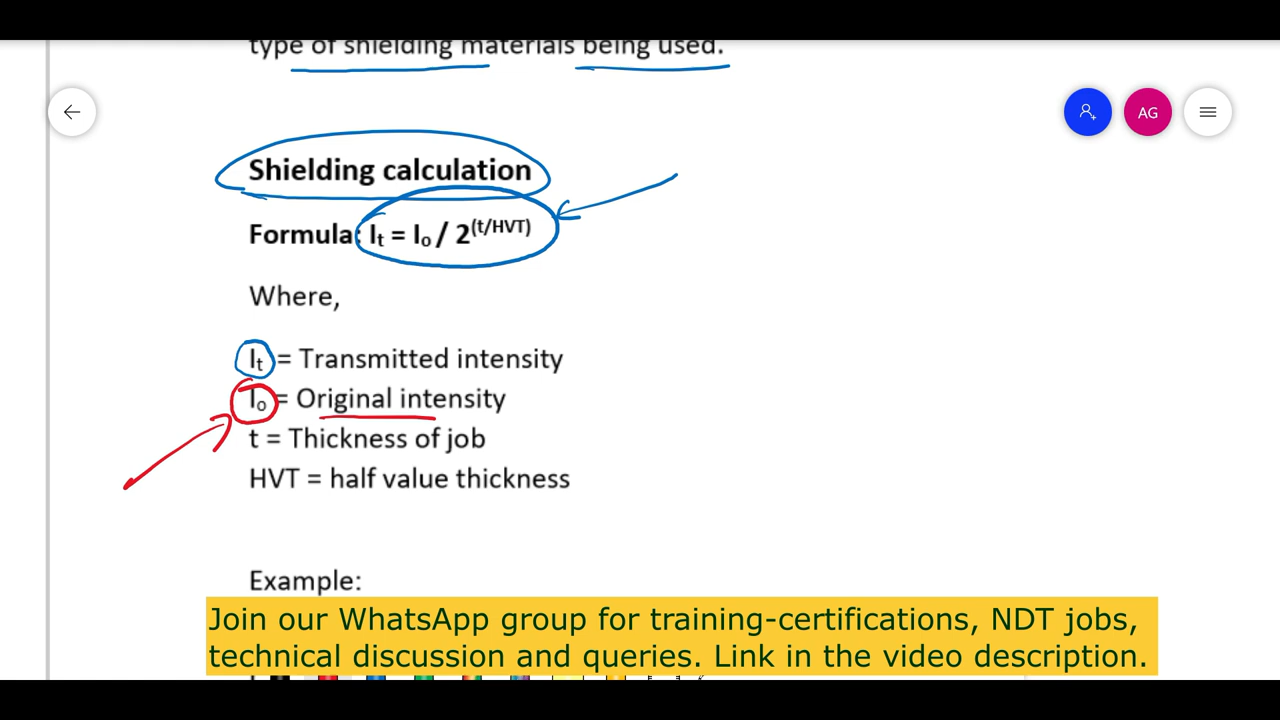 type of shielding materials being used.
AG
Shielding calculation
Formula: Iₜ = Iₒ / 2^(t/HVT)
Where,
Iₜ = Transmitted intensity
Iₒ = Original intensity
t = Thickness of job
HVT = half value thickness
Example:
Join our WhatsApp group for training-certifications, NDT jobs,
technical discussion and queries. Link in the video description.